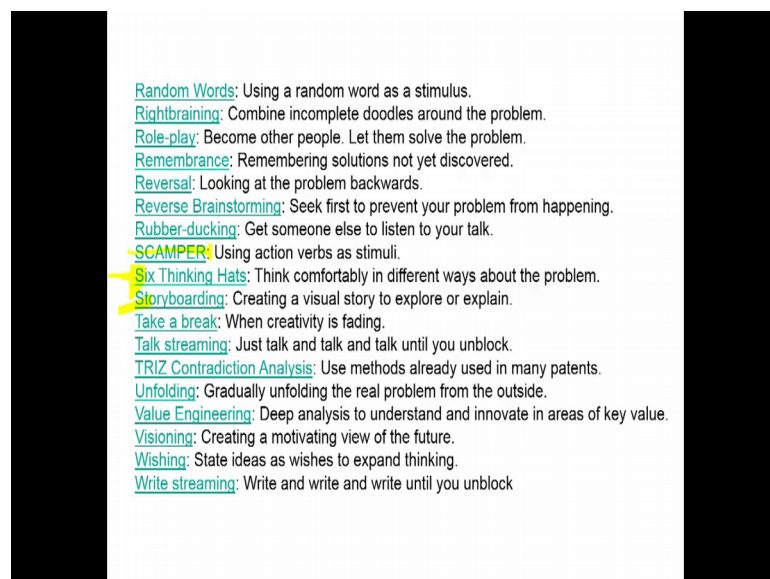 Random Words: Using a random word as a stimulus.
Rightbraining: Combine incomplete doodles around the problem.
Role-play: Become other people. Let them solve the problem.
Remembrance: Remembering solutions not yet discovered.
Reversal: Looking at the problem backwards.
Reverse Brainstorming: Seek first to prevent your problem from happening.
Rubber-ducking: Get someone else to listen to your talk.
SCAMPER: Using action verbs as stimuli.
Six Thinking Hats: Think comfortably in different ways about the problem.
Storyboarding: Creating a visual story to explore or explain.
Take a break: When creativity is fading.
Talk streaming: Just talk and talk and talk until you unblock.
TRIZ Contradiction Analysis: Use methods already used in many patents.
Unfolding: Gradually unfolding the real problem from the outside.
Value Engineering: Deep analysis to understand and innovate in areas of key value.
Visioning: Creating a motivating view of the future.
Wishing: State ideas as wishes to expand thinking.
Write streaming: Write and write and write until you unblock